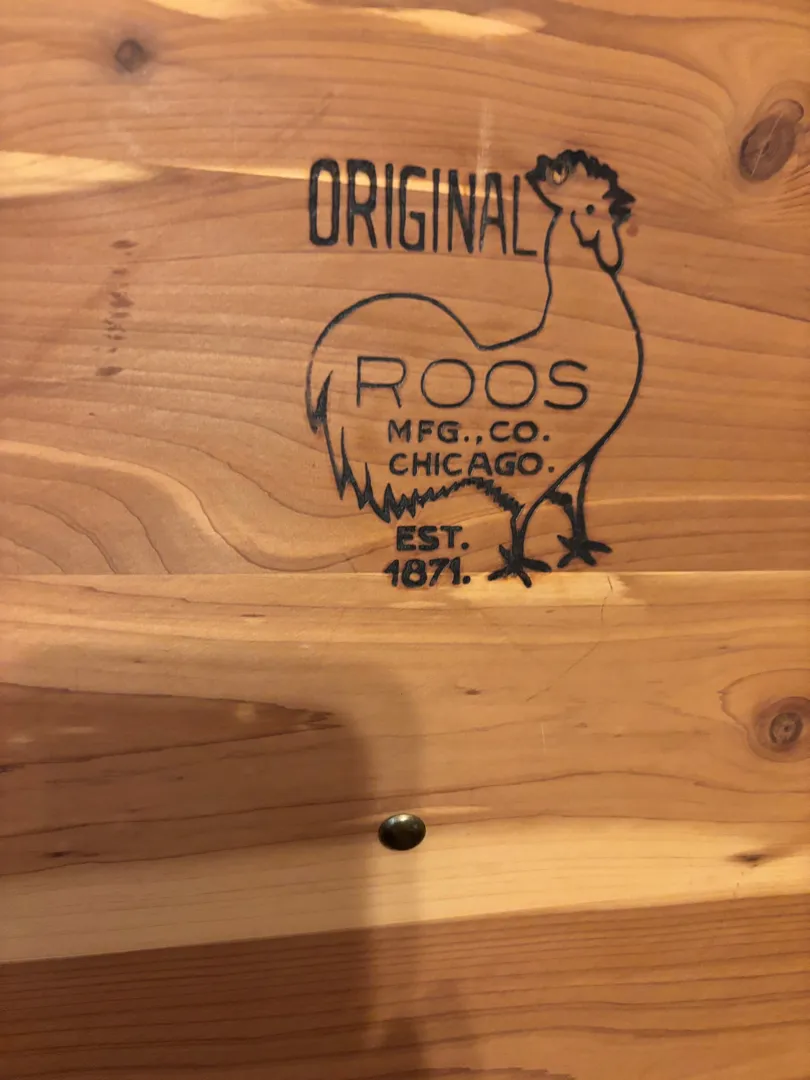 ORIGINAL
ROOS
MFG., CO.
CHICAGO.
EST.
1871.